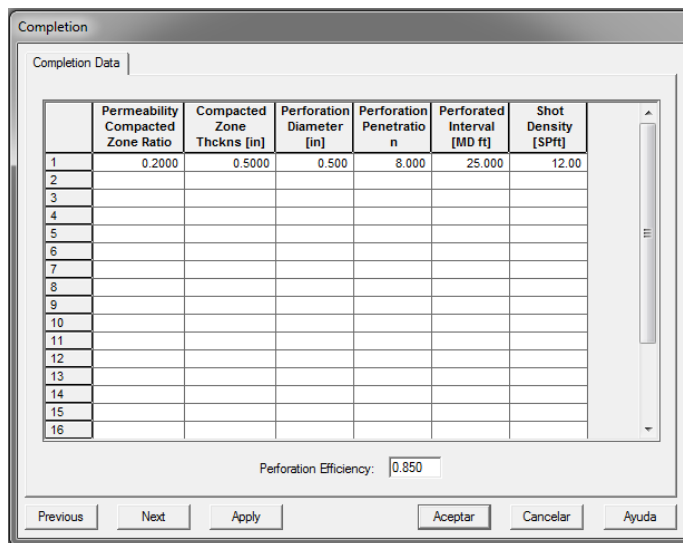 Completion
Completion Data
Permeability Compacted Perforation Perforation Perforated Shot
Compacted Zone Diameter Penetratio Interval Density
Zone Ratio Thckns [in] [in] n [MD ft] [SPft]
1 0.2000 0.5000 0.500 8.000 25.000 12.00
2
3
4
5
6
7
8
9
10
11
12
13
14
15
16
Perforation Efficiency: 0.850
Previous Next Apply Aceptar Cancelar Ayuda